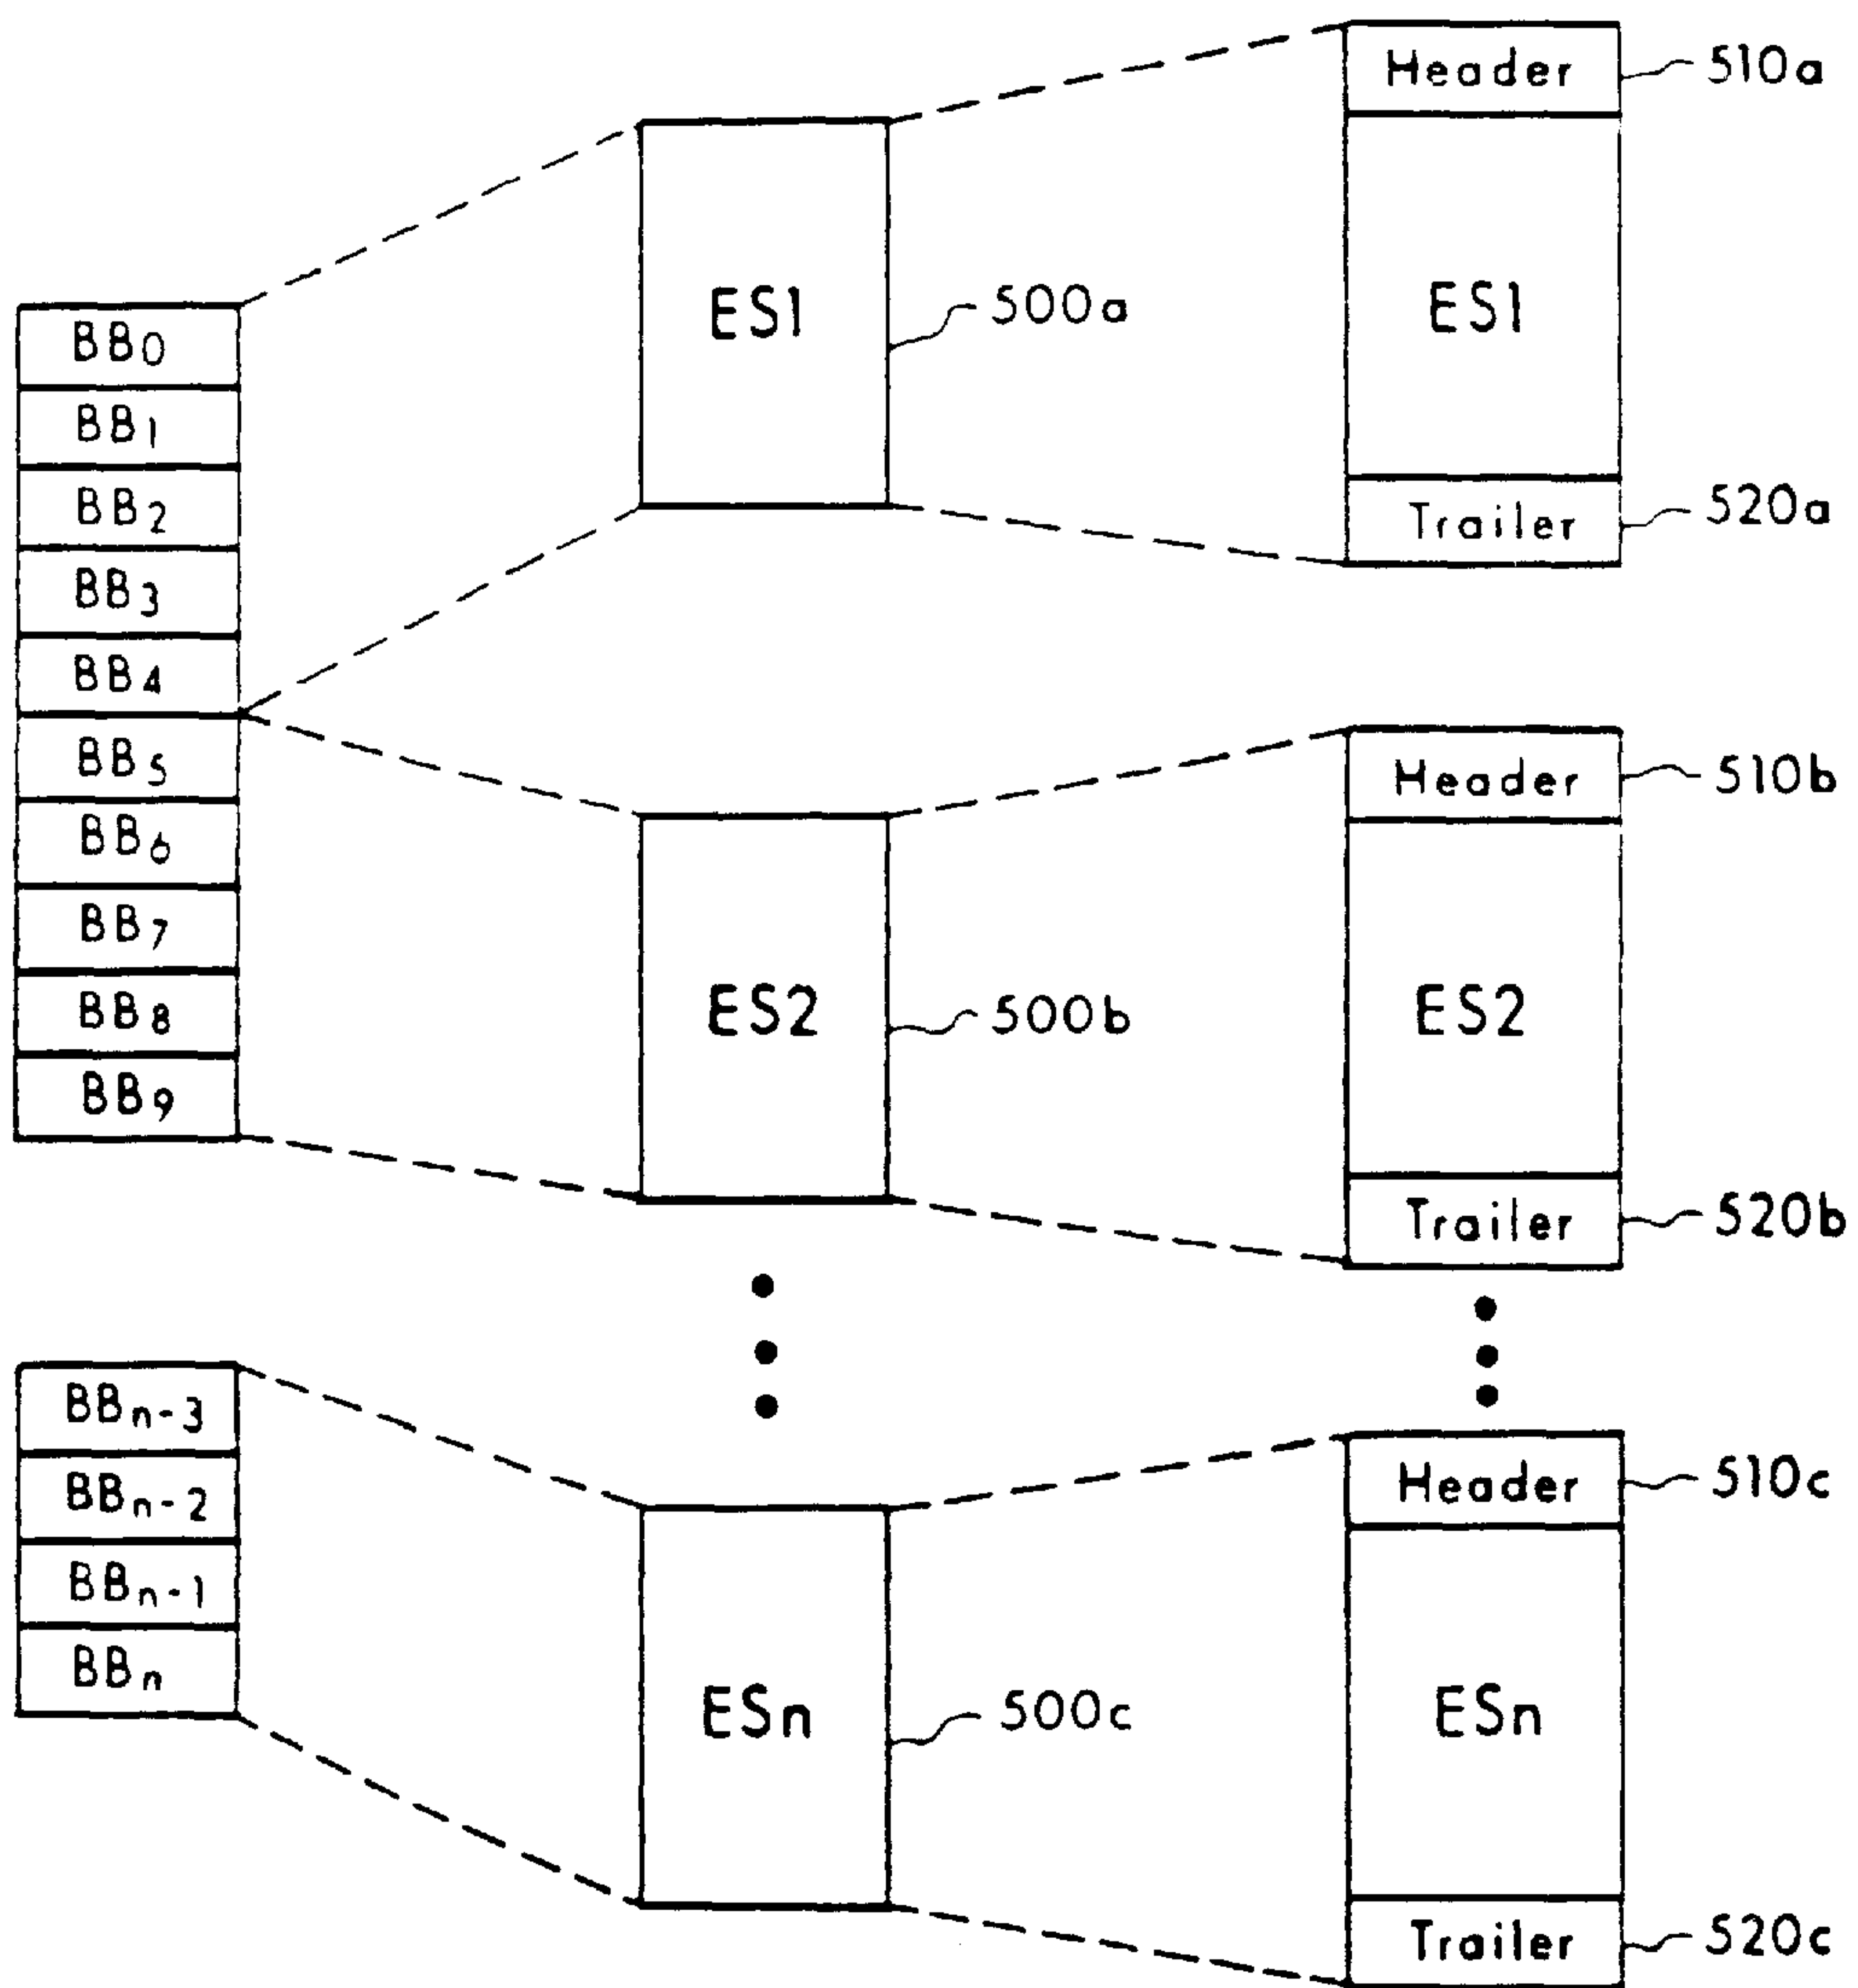 BB0
BB1
BB2
BB3
BB4
BB5
BB6
BB7
BB8
BB9
BBn-3
BBn-2
BBn-1
BBn
ES1
500a
ES2
500b
ESn
500c
Header
510a
ES1
Trailer
520a
Header
510b
ES2
Trailer
520b
Header
510c
ESn
Trailer
520c